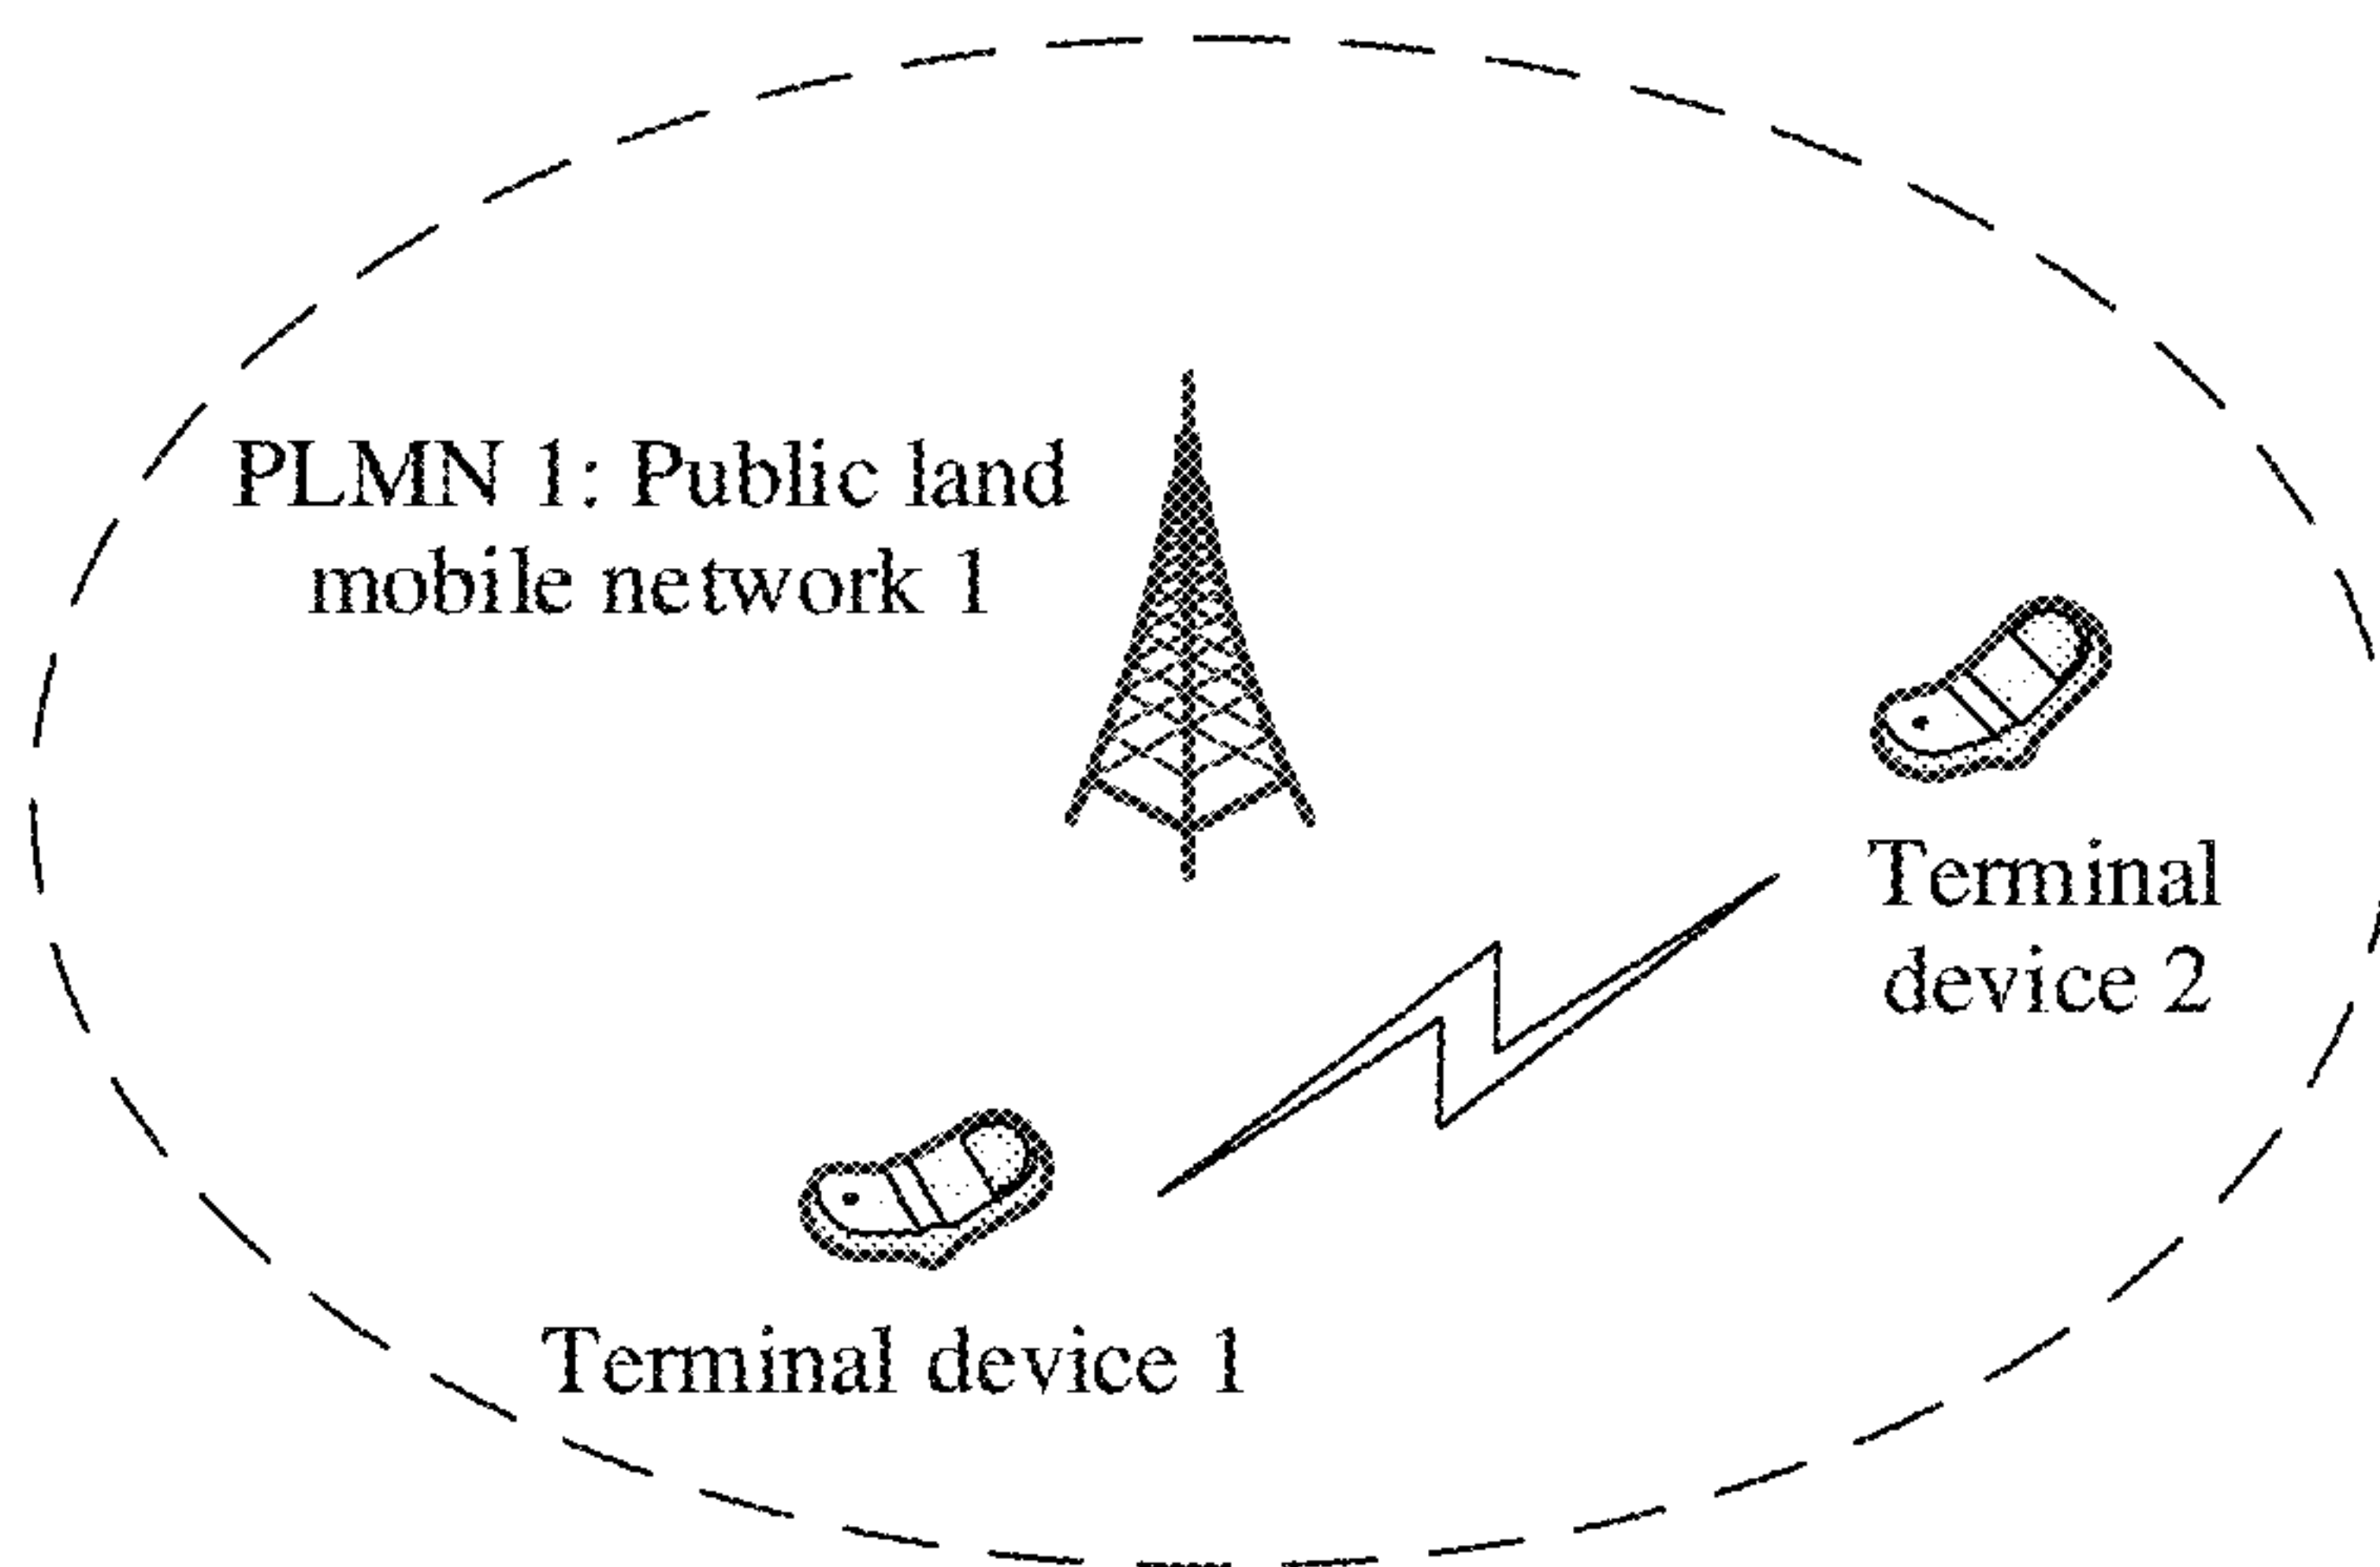 PLMN 1: Public land
mobile network 1
Terminal
device 2
Terminal device 1